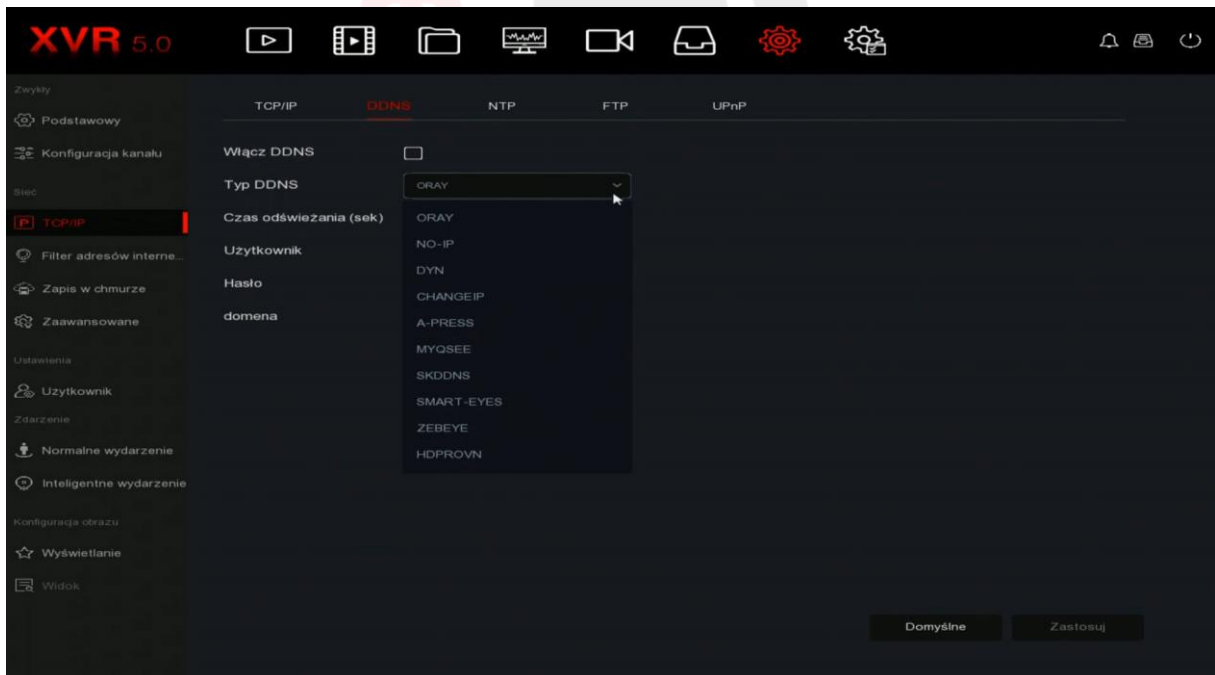 XVR 5.0
Zwykły
Podstawowy
Konfiguracja kanału
Sieć
TCP/IP
Filter adresów interne...
Zapis w chmurze
Zaawansowane
Ustawienia
Użytkownik
Zdarzenie
Normalne wydarzenie
Inteligentne wydarzenie
Konfiguracja obrazu
Wyświetlanie
Widok
TCP/IP DDNS NTP FTP UPnP
Włącz DDNS
Typ DDNS ORAY
Czas odświeżania (sek)
Użytkownik
Hasło
domena
ORAY
NO-IP
DYN
CHANGEIP
A-PRESS
MYQSEE
SKDDNS
SMART-EYES
ZEBEYE
HDPROVN
Domyślne Zastosuj